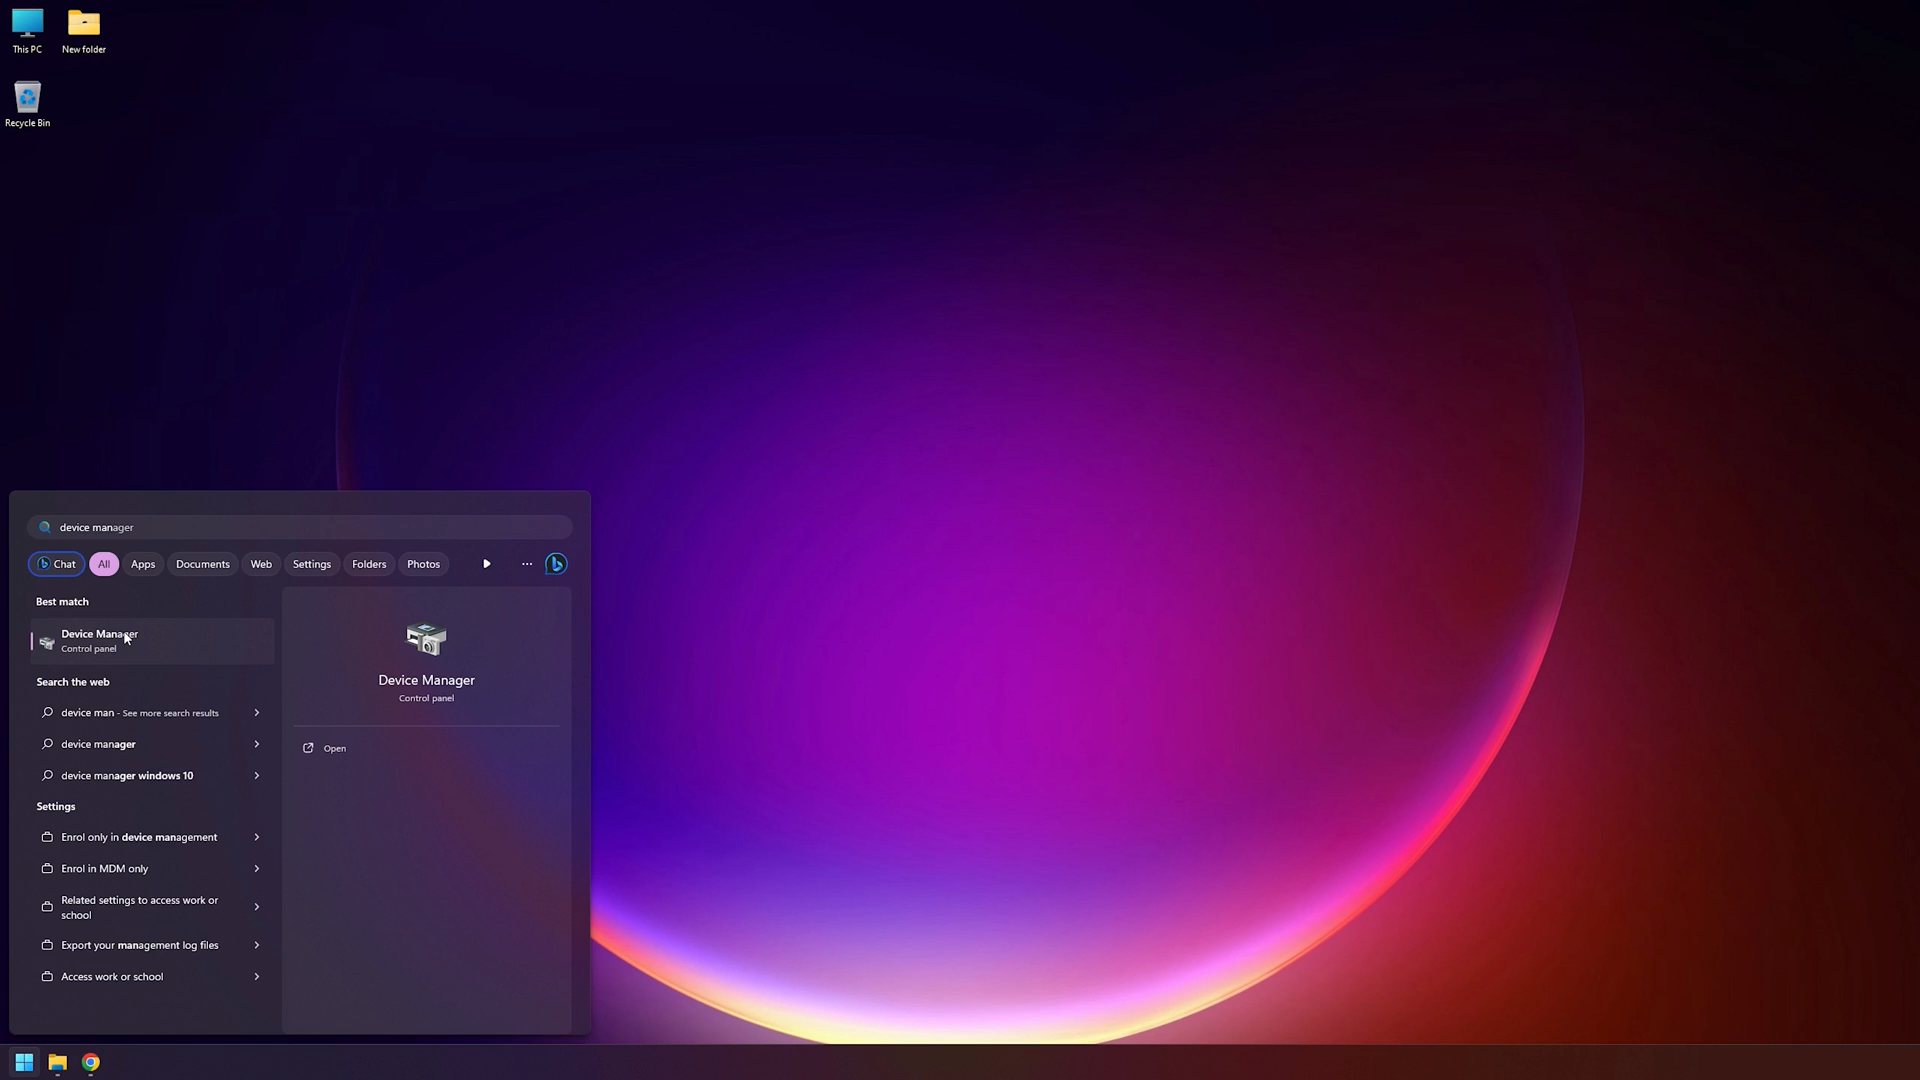 This PC
New folder
Recycle Bin
device manager
Chat
All
Apps
Documents
Web
Settings
Folders
Photos
Best match
Device Manager
Control panel
Search the web
device man - See more search results
device manager
device manager windows 10
Settings
Enrol only in device management
Enrol in MDM only
Related settings to access work or
school
Export your management log files
Access work or school
Device Manager
Control panel
Open